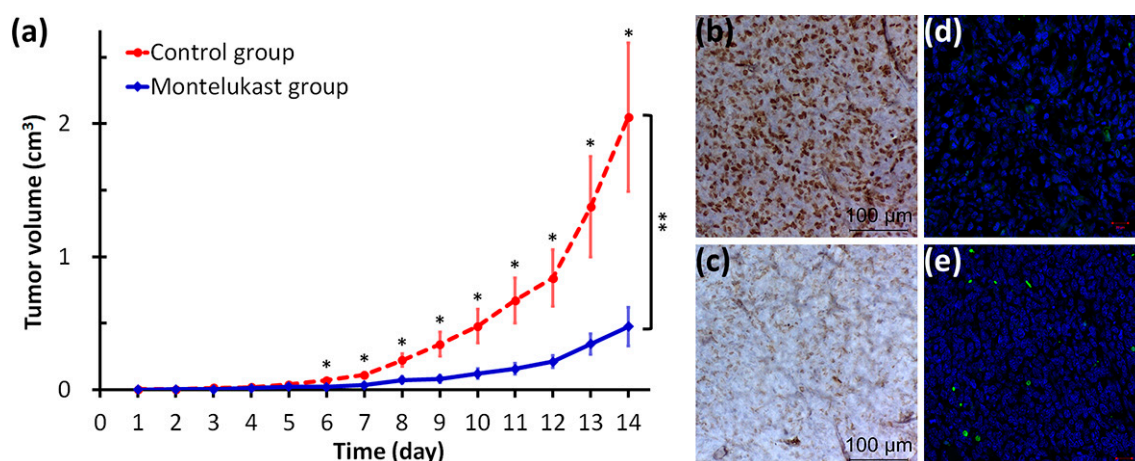 (a)
Control group
Montelukast group
Tumor volume (cm³)
2
1
0
0 1 2 3 4 5 6 7 8 9 10 11 12 13 14
Time (day)
* * * * * * * * *
**
(b)
100 µm
(c)
100 µm
(d)
(e)